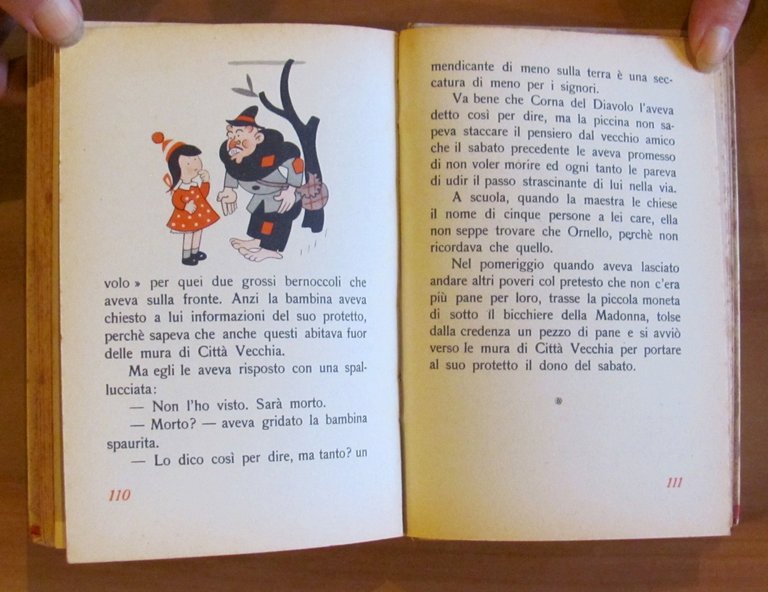 volo » per quei due grossi bernoccoli che
aveva sulla fronte. Anzi la bambina aveva
chiesto a lui informazioni del suo protetto,
perchè sapeva che anche questi abitava fuor
delle mura di Città Vecchia.
Ma egli le aveva risposto con una spal-
lucciata:
— Non l'ho visto. Sarà morto.
— Morto? — aveva gridato la bambina
spaurita.
— Lo dico così per dire, ma tanto? un
110
mendicante di meno sulla terra è una sec-
catura di meno per i signori.
Va bene che Corna del Diavolo l'aveva
detto così per dire, ma la piccina non sa-
peva staccare il pensiero dal vecchio amico
che il sabato precedente le aveva promesso
di non voler morire ed ogni tanto le pareva
di udir il passo strascinante di lui nella via.
A scuola, quando la maestra le chiese
il nome di cinque persone a lei care, ella
non seppe trovare che Ornello, perchè non
ricordava che quello.
Nel pomeriggio quando aveva lasciato
andare altri poveri col pretesto che non c'era
più pane per loro, trasse la piccola moneta
di sotto il bicchiere della Madonna, tolse
dalla credenza un pezzo di pane e si avviò
verso le mura di Città Vecchia per portare
al suo protetto il dono del sabato.
111